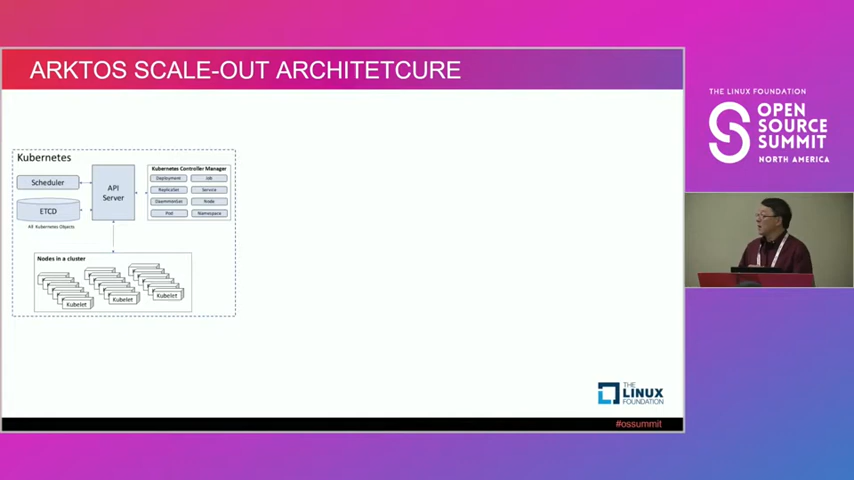 ARKTOS SCALE-OUT ARCHITETCURE
Kubernetes
Scheduler
ETCD
All Kubernetes Objects
API
Server
Kubernetes Controller Manager
Deployment
Job
ReplicaSet
Service
DaemmonSet
Node
Pod
Namespace
Nodes in a cluster
Kubelet
Kubelet
Kubelet
THE
LINUX
FOUNDATION
#ossummit
THE LINUX FOUNDATION
OPEN
SOURCE
SUMMIT
NORTH AMERICA